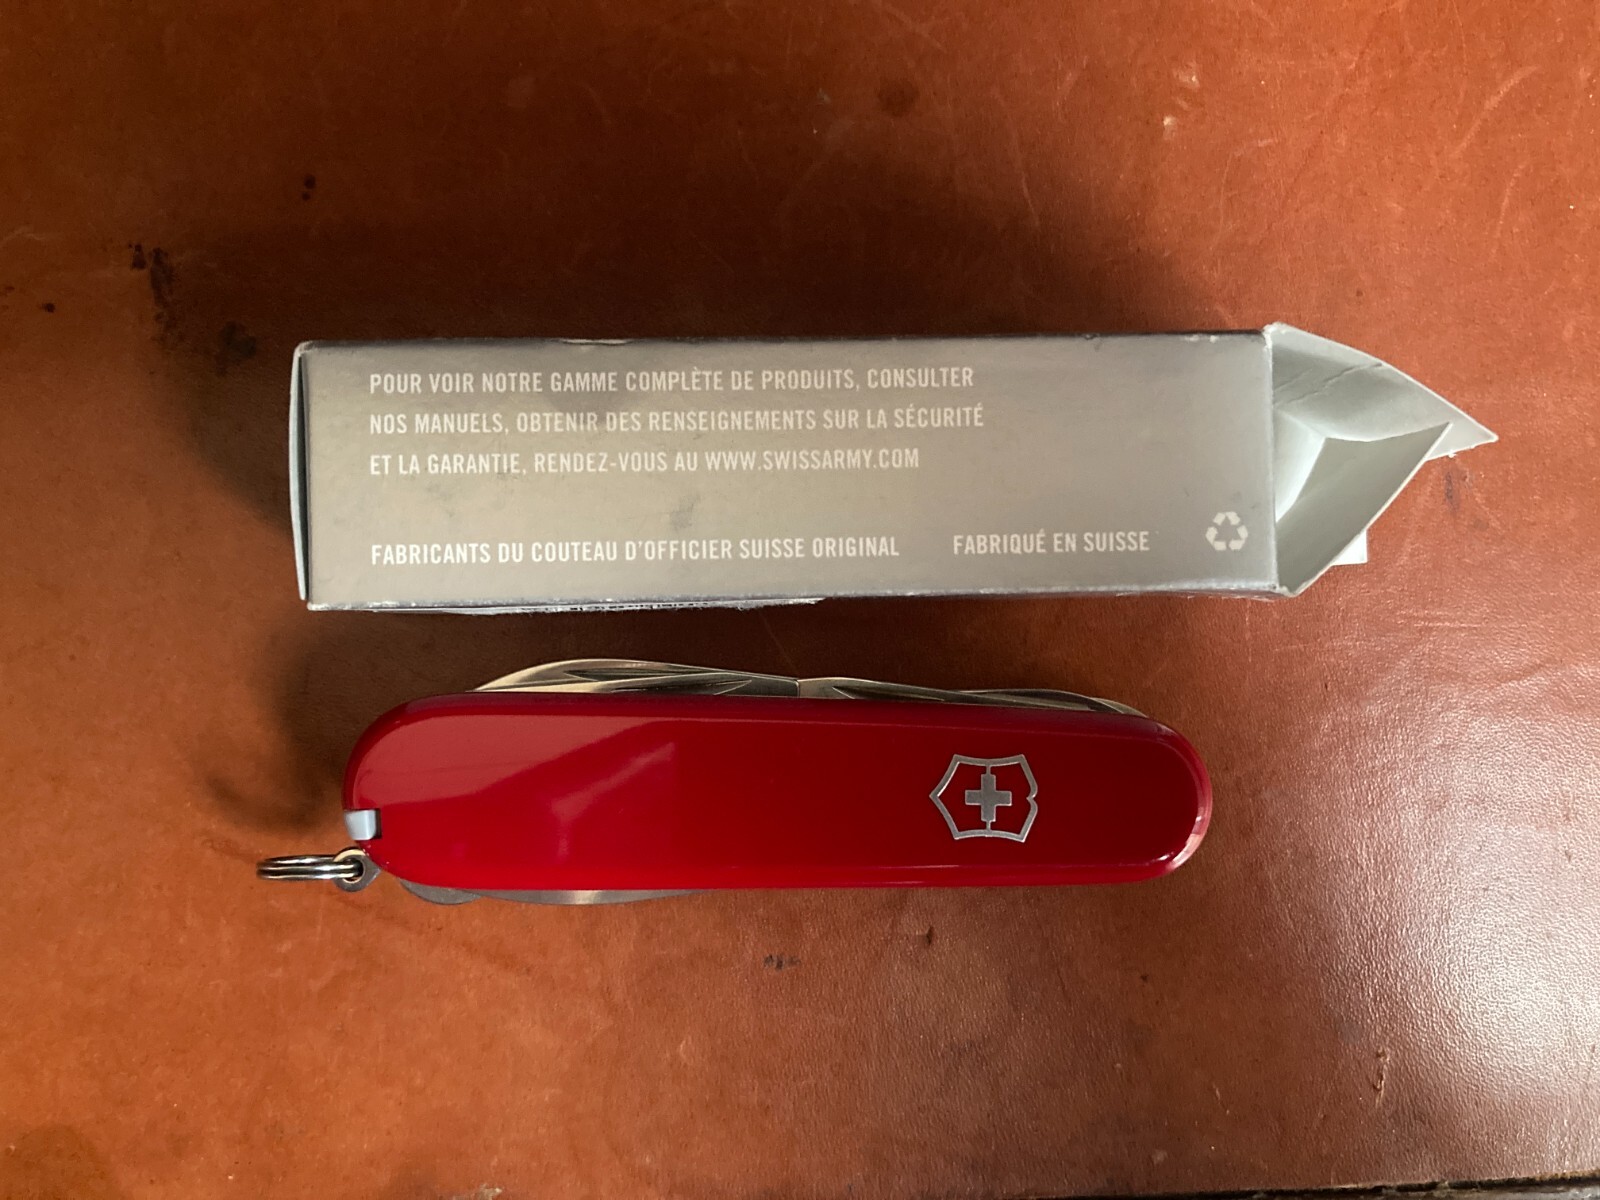 POUR VOIR NOTRE GAMME COMPLÈTE DE PRODUITS, CONSULTER
NOS MANUELS, OBTENIR DES RENSEIGNEMENTS SUR LA SÉCURITÉ
ET LA GARANTIE, RENDEZ-VOUS AU WWW.SWISSARMY.COM
FABRICANTS DU COUTEAU D'OFFICIER SUISSE ORIGINAL FABRIQUÉ EN SUISSE